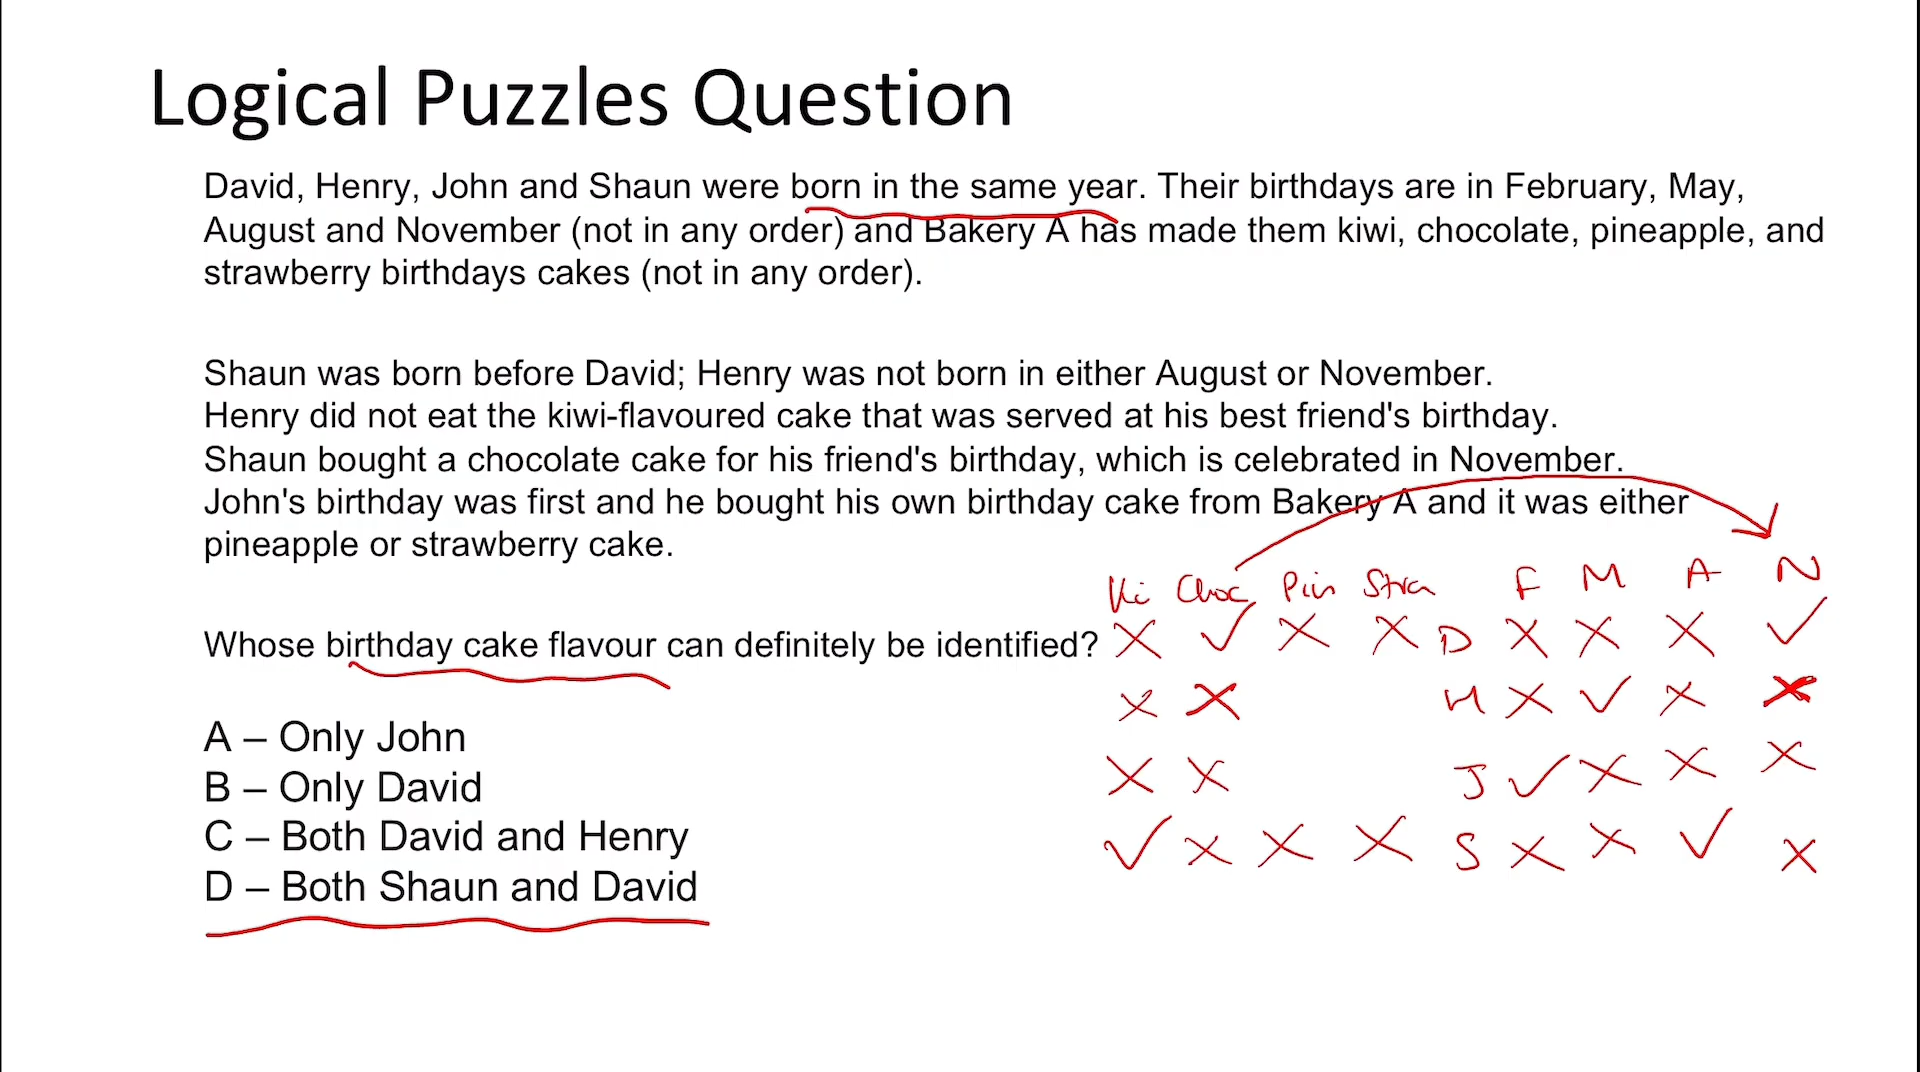 Logical Puzzles Question
David, Henry, John and Shaun were born in the same year. Their birthdays are in February, May,
August and November (not in any order) and Bakery A has made them kiwi, chocolate, pineapple, and
strawberry birthdays cakes (not in any order).
Shaun was born before David; Henry was not born in either August or November.
Henry did not eat the kiwi-flavoured cake that was served at his best friend's birthday.
Shaun bought a chocolate cake for his friend's birthday, which is celebrated in November.
John's birthday was first and he bought his own birthday cake from Bakery A and it was either
pineapple or strawberry cake.
Ki Choc Pin Stra F M A N
Whose birthday cake flavour can definitely be identified? X ✓ X X D X X X ✓
X X H X ✓ X X
A – Only John
X X J ✓ X X X
B – Only David
C – Both David and Henry
✓ X X X S X X ✓ X
D – Both Shaun and David